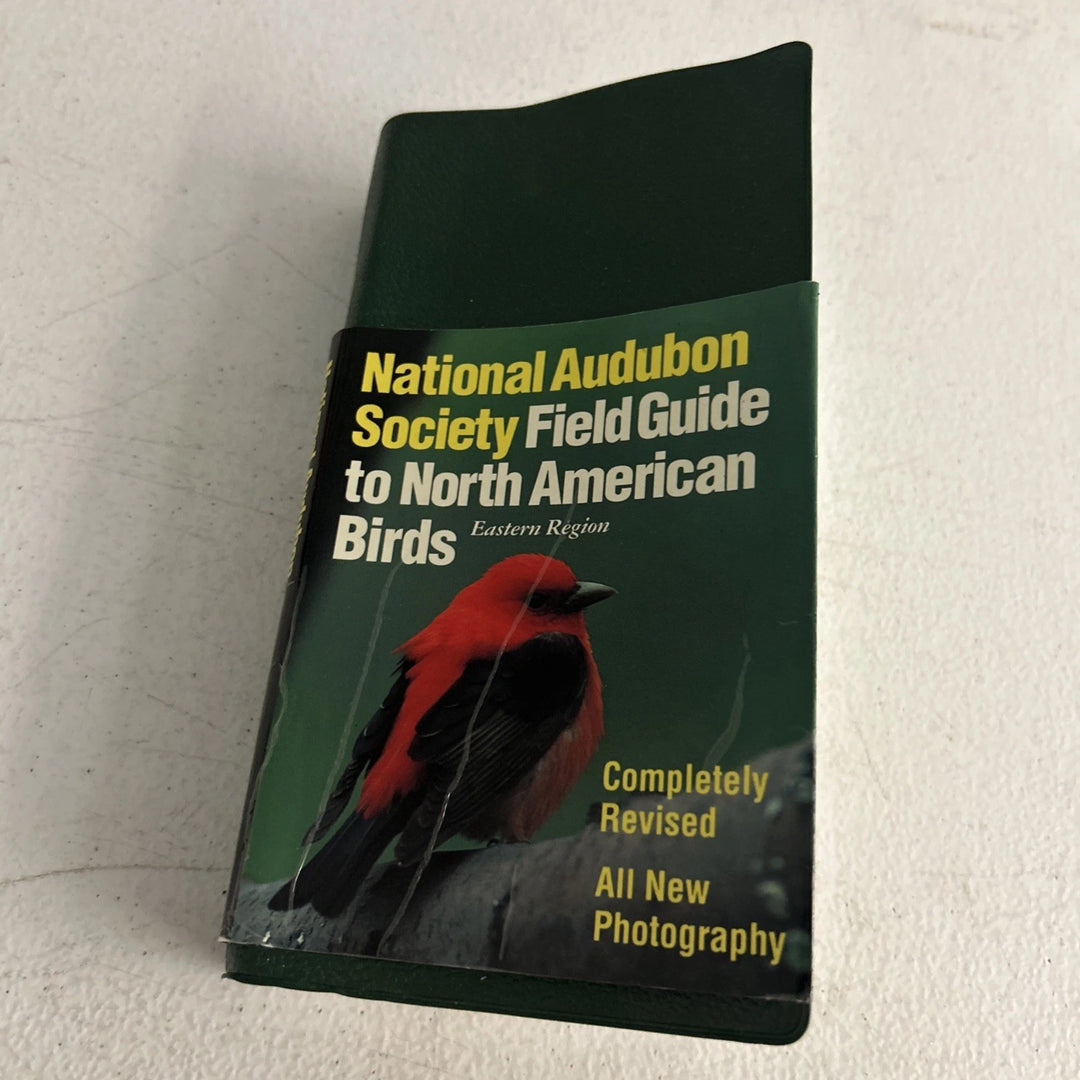 National Audubon
Society Field Guide
to North American
Birds Eastern Region
Completely
Revised
All New
Photography